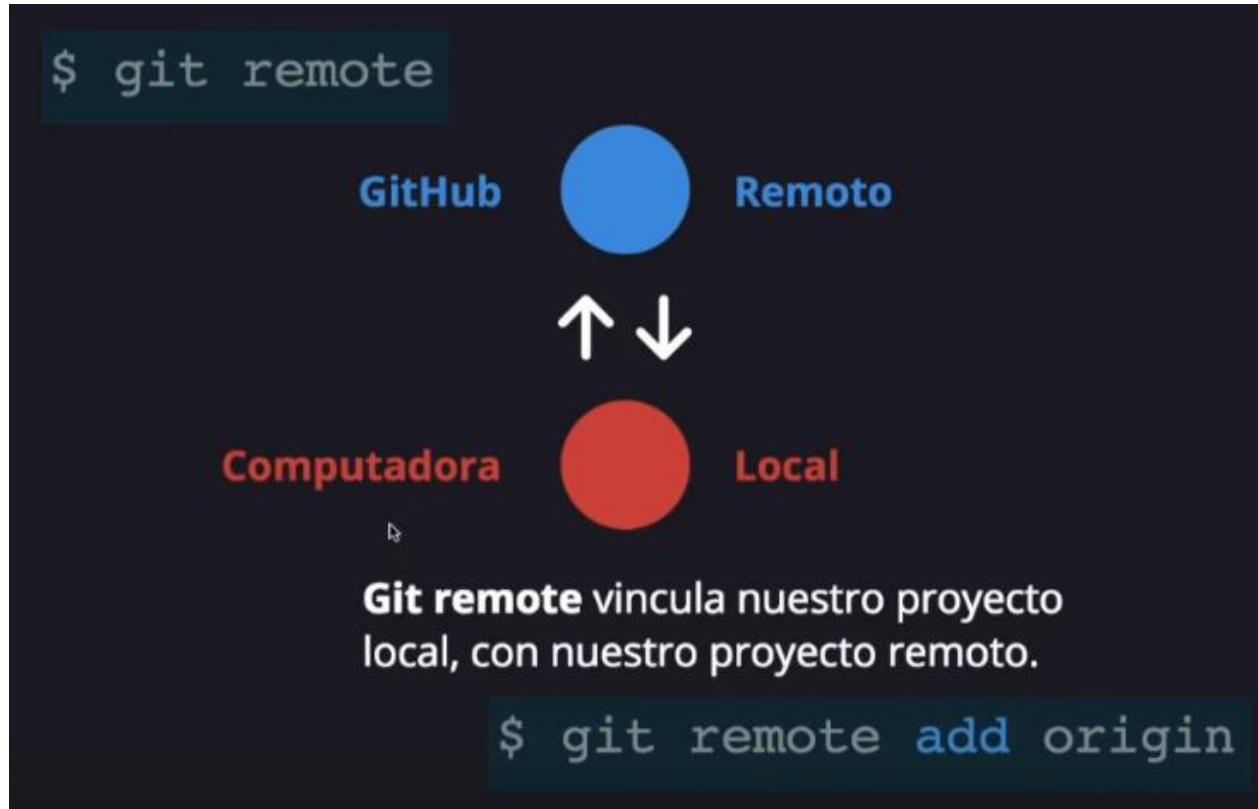 $ git remote
GitHub Remoto
Computadora Local
Git remote vincula nuestro proyecto
local, con nuestro proyecto remoto.
$ git remote add origin